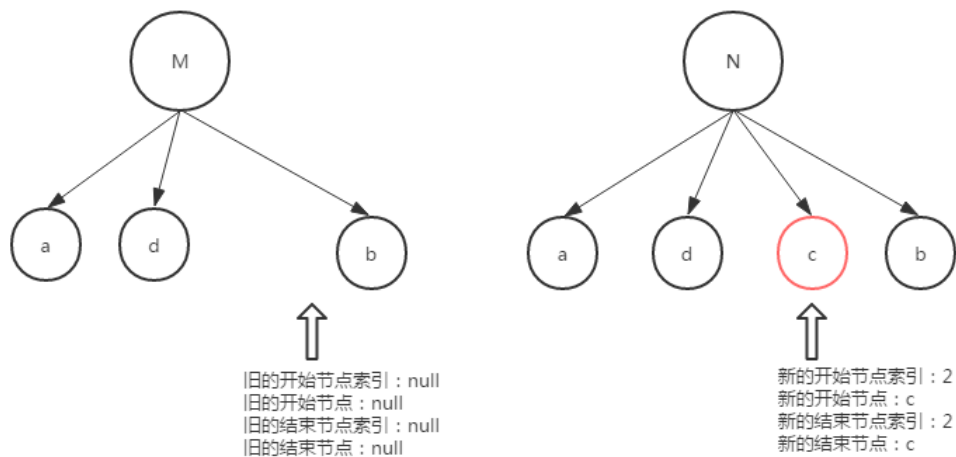 M
N
a
d
b
a
d
c
b
旧的开始节点索引：null
旧的开始节点：null
旧的结束节点索引：null
旧的结束节点：null
新的开始节点索引：2
新的开始节点：c
新的结束节点索引：2
新的结束节点：c